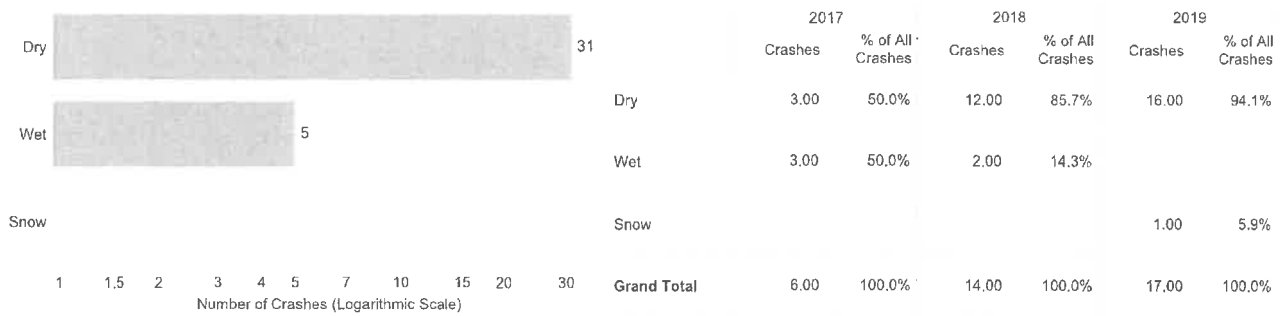 Dry 31
Wet 5
Snow
1 1.5 2 3 4 5 7 10 15 20 30
Number of Crashes (Logarithmic Scale)
2017 2018 2019
Crashes % of All Crashes Crashes % of All Crashes Crashes % of All Crashes
Dry 3.00 50.0% 12.00 85.7% 16.00 94.1%
Wet 3.00 50.0% 2.00 14.3%
Snow 1.00 5.9%
Grand Total 6.00 100.0% 14.00 100.0% 17.00 100.0%